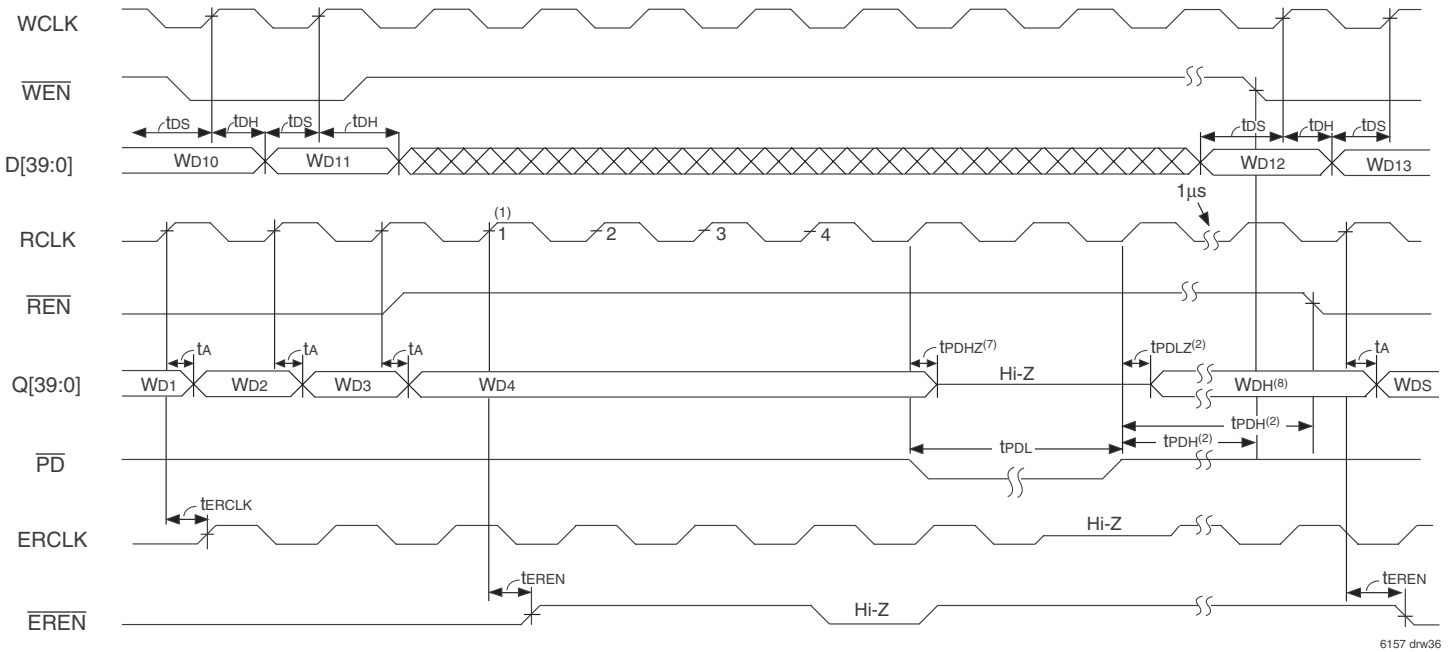 WCLK
WEN
tDS tDH tDS tDH tDS tDH tDS
D[39:0] WD10 WD11 WD12 WD13
1µs
(1)
RCLK 1 2 3 4
REN
tA tA tA tPDHZ(7) tPDLZ(2) tA
Q[39:0] WD1 WD2 WD3 WD4 Hi-Z WDH(8) WDS
tPDH(2)
tPDL tPDH(2)
PD
tERCLK
ERCLK Hi-Z
tEREN tEREN
EREN Hi-Z
6157 drw36